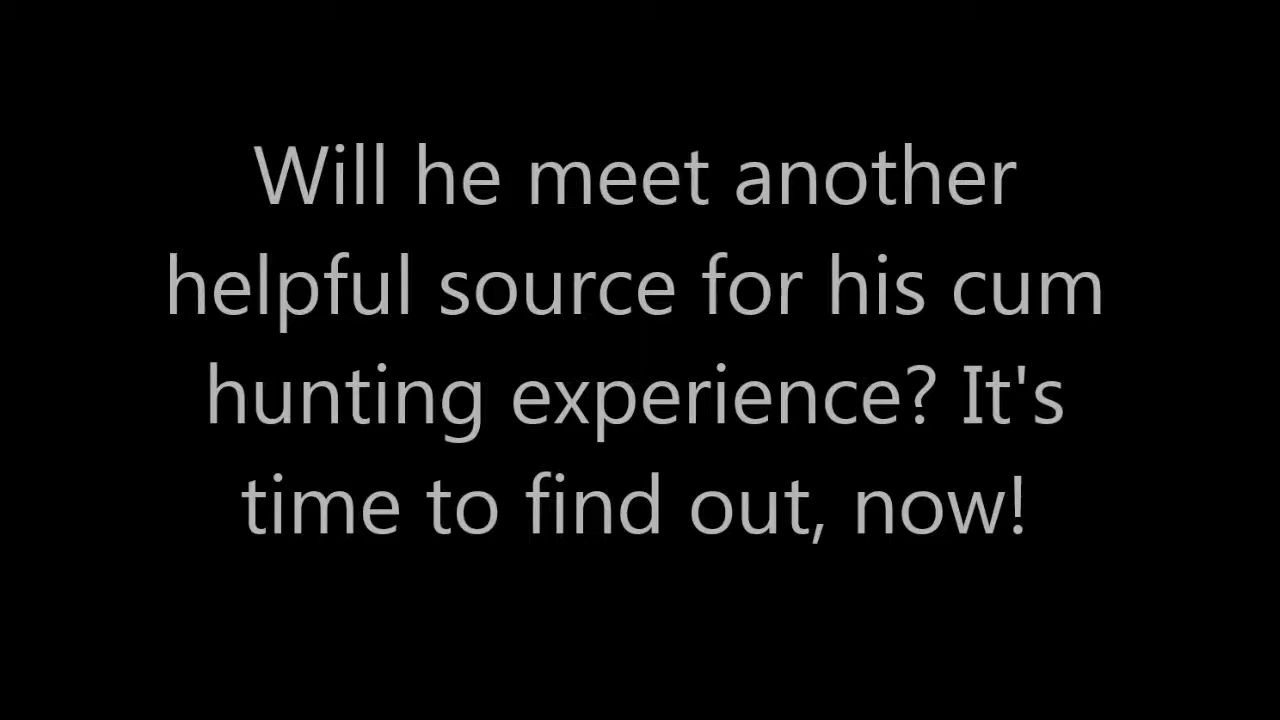 Will he meet another
helpful source for his cum
hunting experience? It's
time to find out, now!